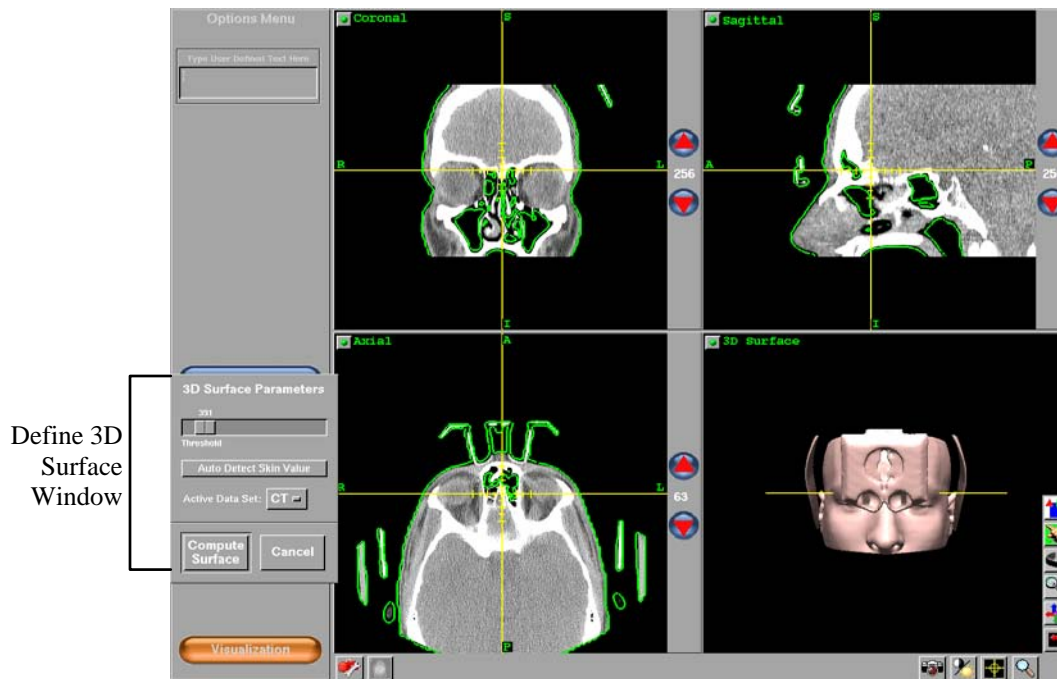 Options Menu
Type User Defined Text Here
Coronal
S
R
L
I
256
Sagittal
S
A
P
I
Axial
A
R
L
P
63
3D Surface
Define 3D
Surface
Window
3D Surface Parameters
Threshold
Auto Detect Skin Value
Active Data Set: CT
Compute
Surface
Cancel
Visualization